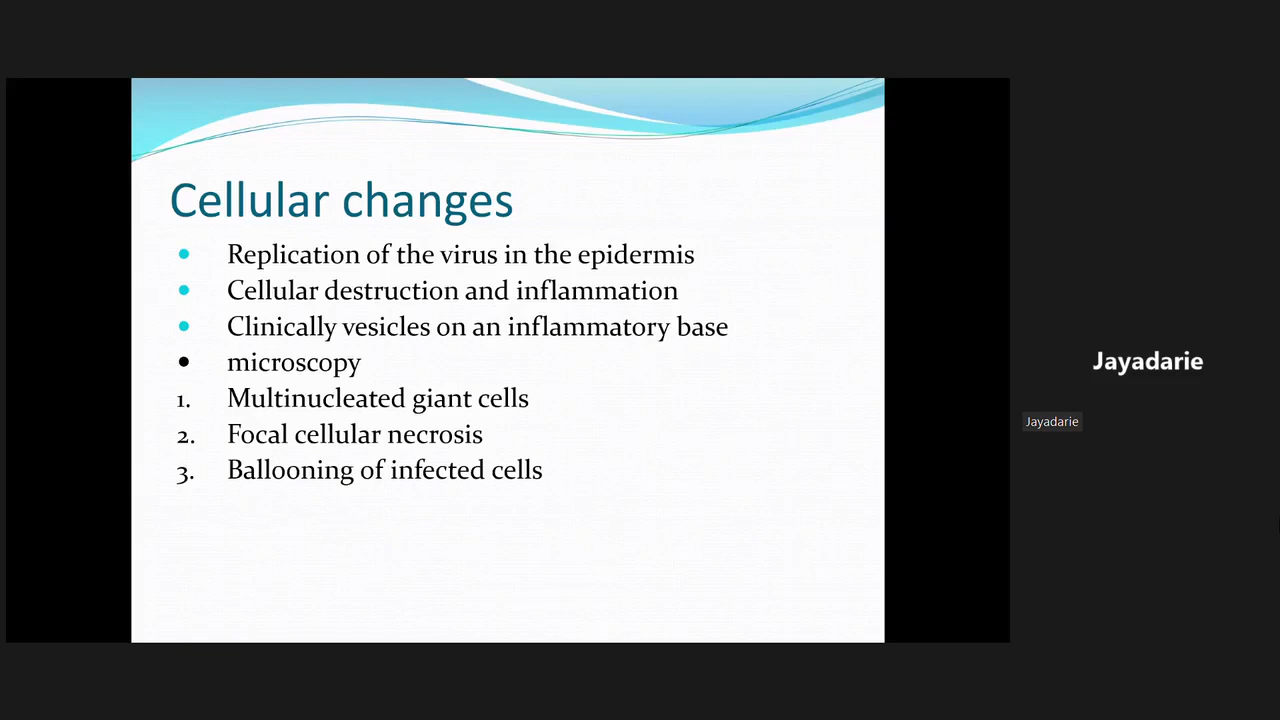 Cellular changes
• Replication of the virus in the epidermis
• Cellular destruction and inflammation
• Clinically vesicles on an inflammatory base
• microscopy
1. Multinucleated giant cells
2. Focal cellular necrosis
3. Ballooning of infected cells
Jayadarie
Jayadarie